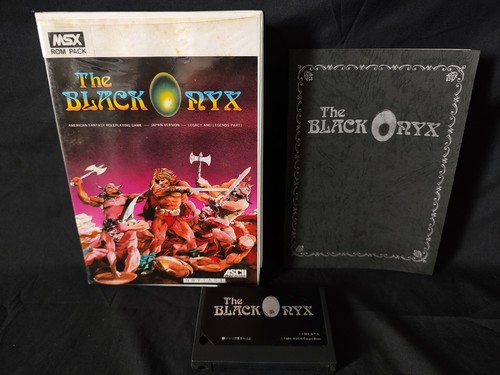 MSX
ROM PACK
The
BLACK ONYX
AMERICAN FANTASY ROLEPLAYING GAME — JAPAN VERSION — LEGACY AND LEGENDS PART I
ASCII
The
BLACK ONYX
The
BLACK ONYX